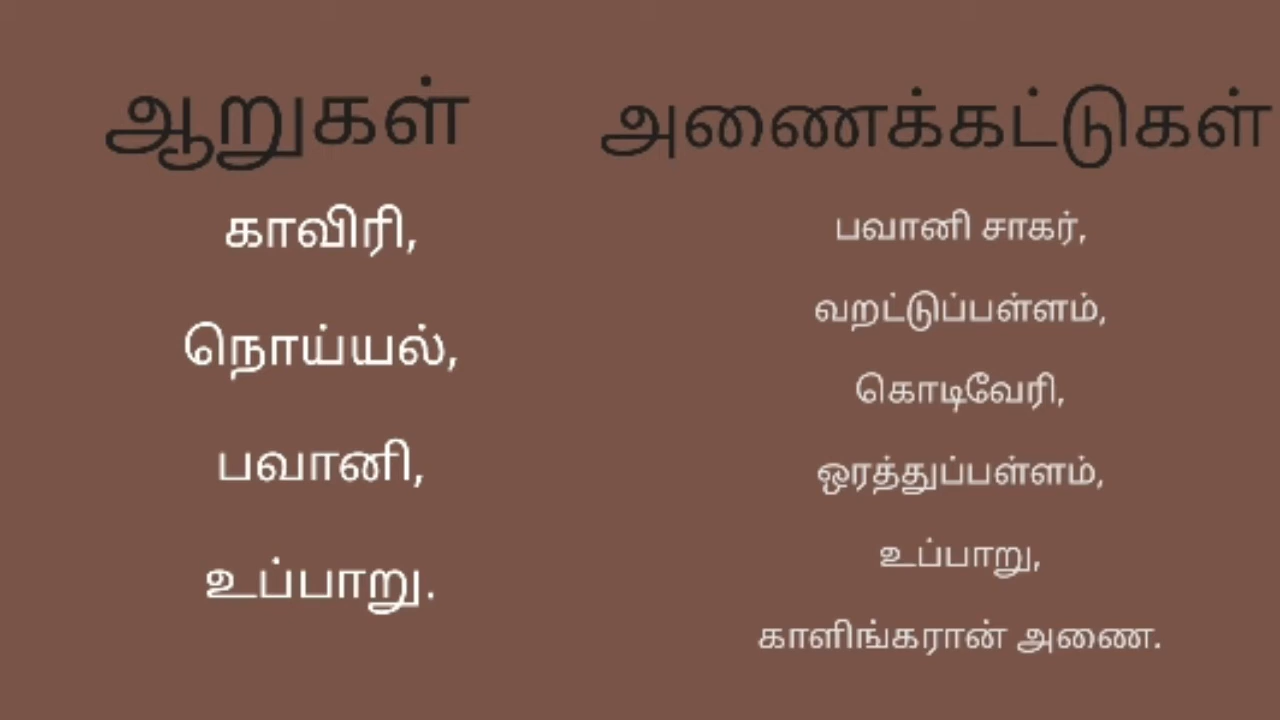 ஆறுகள்
காவிரி,
நொய்யல்,
பவானி,
உப்பாறு.
அணைக்கட்டுகள்
பவானி சாகர்,
வறட்டுப்பள்ளம்,
கொடிவேரி,
ஒரத்துப்பள்ளம்,
உப்பாறு,
காளிங்கரான் அணை.